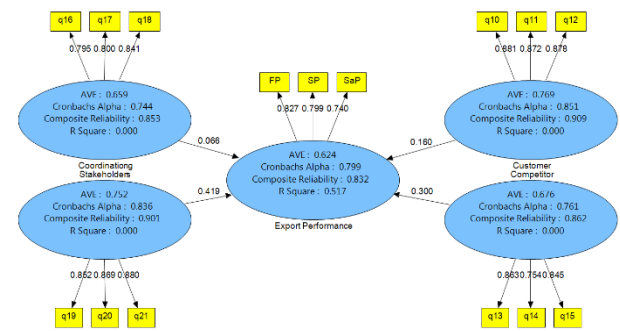 q16 q17 q18
0.795 0.800 0.841
AVE : 0.659
Cronbachs Alpha : 0.744
Composite Reliability : 0.853
R Square : 0.000
Coordinationg
Stakeholders
0.066
AVE : 0.752
Cronbachs Alpha : 0.836
Composite Reliability : 0.901
R Square : 0.000
0.419
0.852 0.869 0.880
q19 q20 q21
FP SP SaP
0.827 0.799 0.740
AVE : 0.624
Cronbachs Alpha : 0.799
Composite Reliability : 0.832
R Square : 0.517
Export Performance
q10 q11 q12
0.881 0.872 0.878
AVE : 0.769
Cronbachs Alpha : 0.851
Composite Reliability : 0.909
R Square : 0.000
0.160
Customer
Competitor
AVE : 0.676
Cronbachs Alpha : 0.761
Composite Reliability : 0.862
R Square : 0.000
0.300
0.863 0.754 0.845
q13 q14 q15